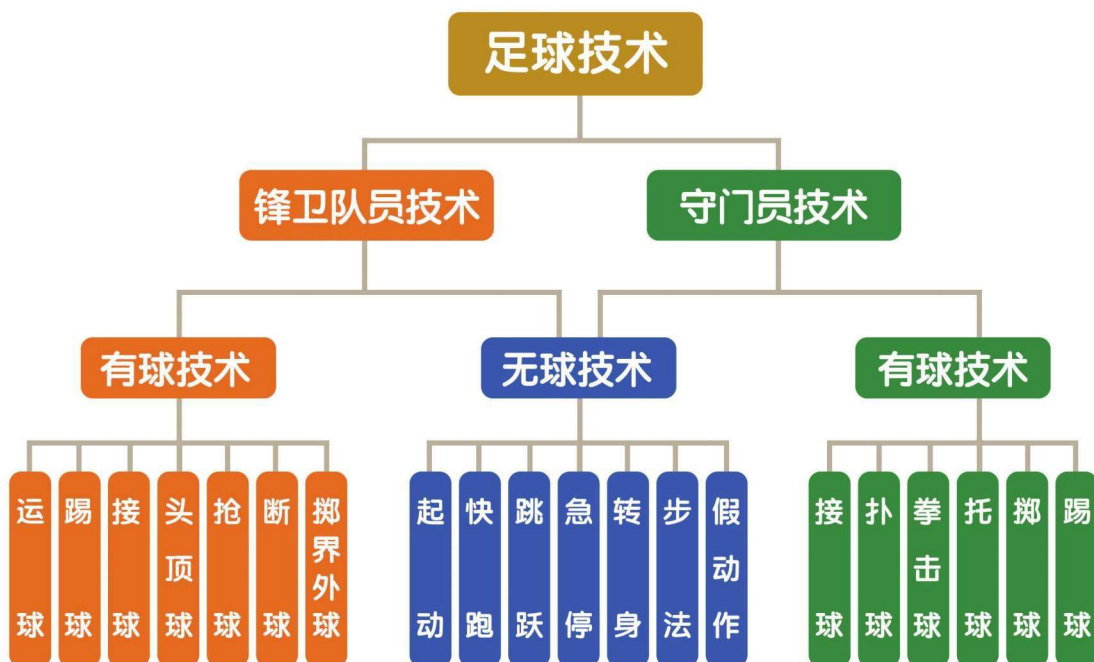 足球技术
锋卫队员技术
守门员技术
有球技术
无球技术
有球技术
运球
踢球
接球
头顶球
抢球
断球
掷界外球
起动
快跑
跳跃
急停
转身
步法
假动作
接球
扑球
拳击球
托球
掷球
踢球